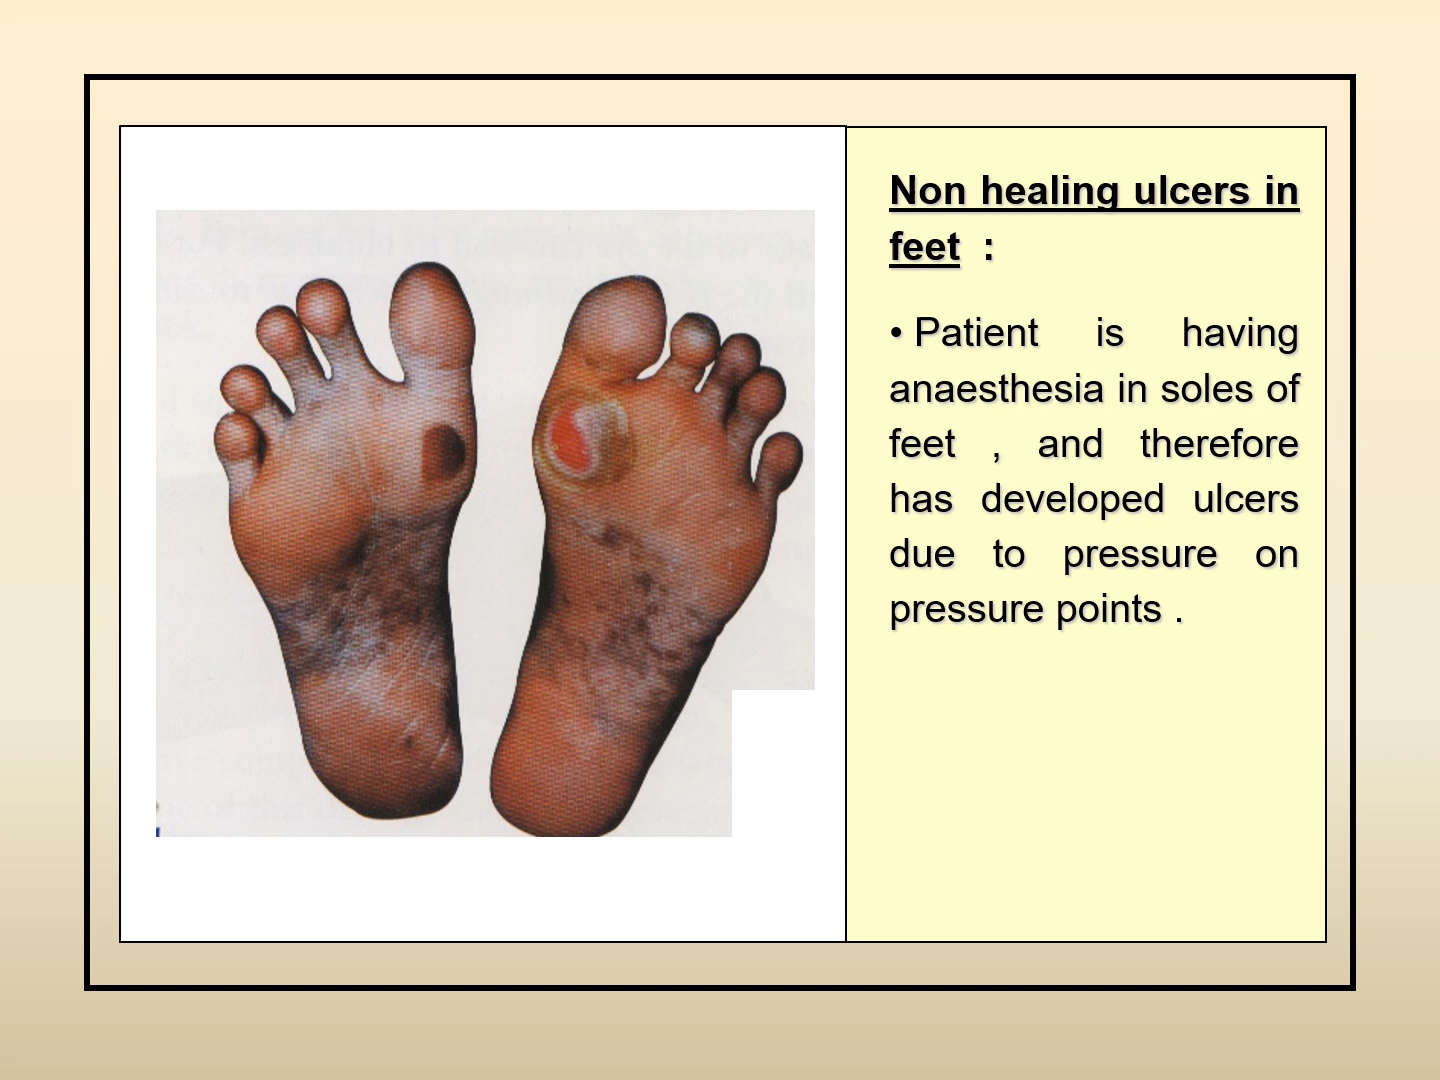 Non healing ulcers in
feet :
• Patient is having
anaesthesia in soles of
feet , and therefore
has developed ulcers
due to pressure on
pressure points .